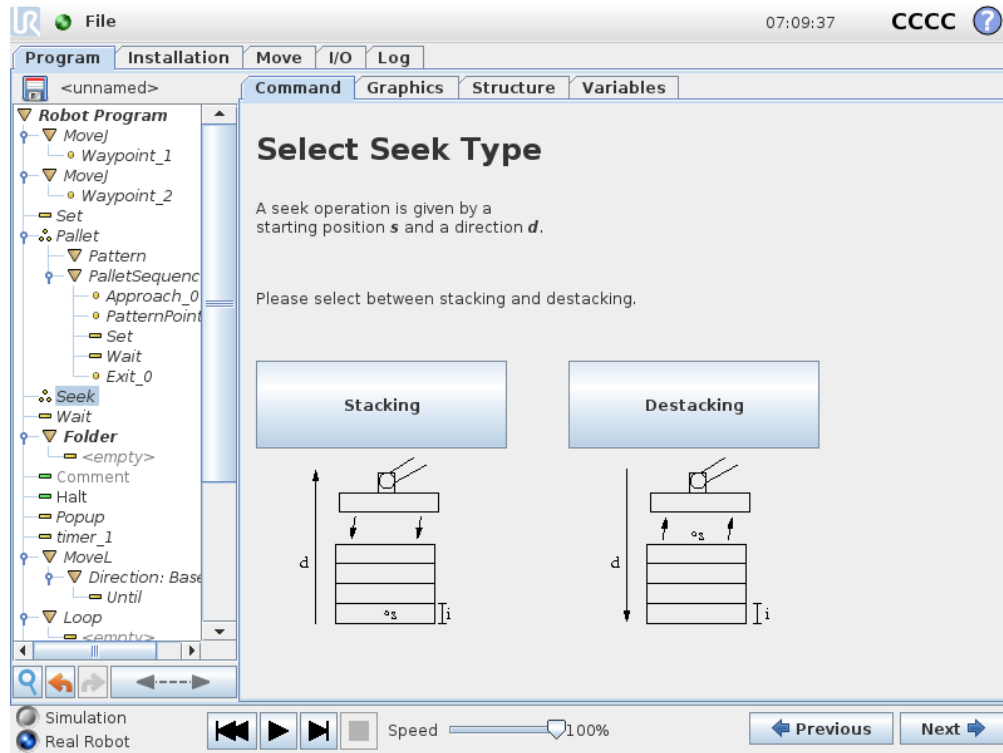 UR File 07:09:37 CCCC ?
Program Installation Move I/O Log
<unnamed> Command Graphics Structure Variables
Robot Program
MoveJ
Waypoint_1
MoveJ
Waypoint_2
Set
Pallet
Pattern
PalletSequenc
Approach_0
PatternPoint
Set
Wait
Exit_0
Seek
Wait
Folder
<empty>
Comment
Halt
Popup
timer_1
MoveL
Direction: Base
Until
Loop
<empty>
Select Seek Type
A seek operation is given by a
starting position s and a direction d.
Please select between stacking and destacking.
Stacking Destacking
d s i
d s i
Simulation
Real Robot
Speed 100%
Previous Next